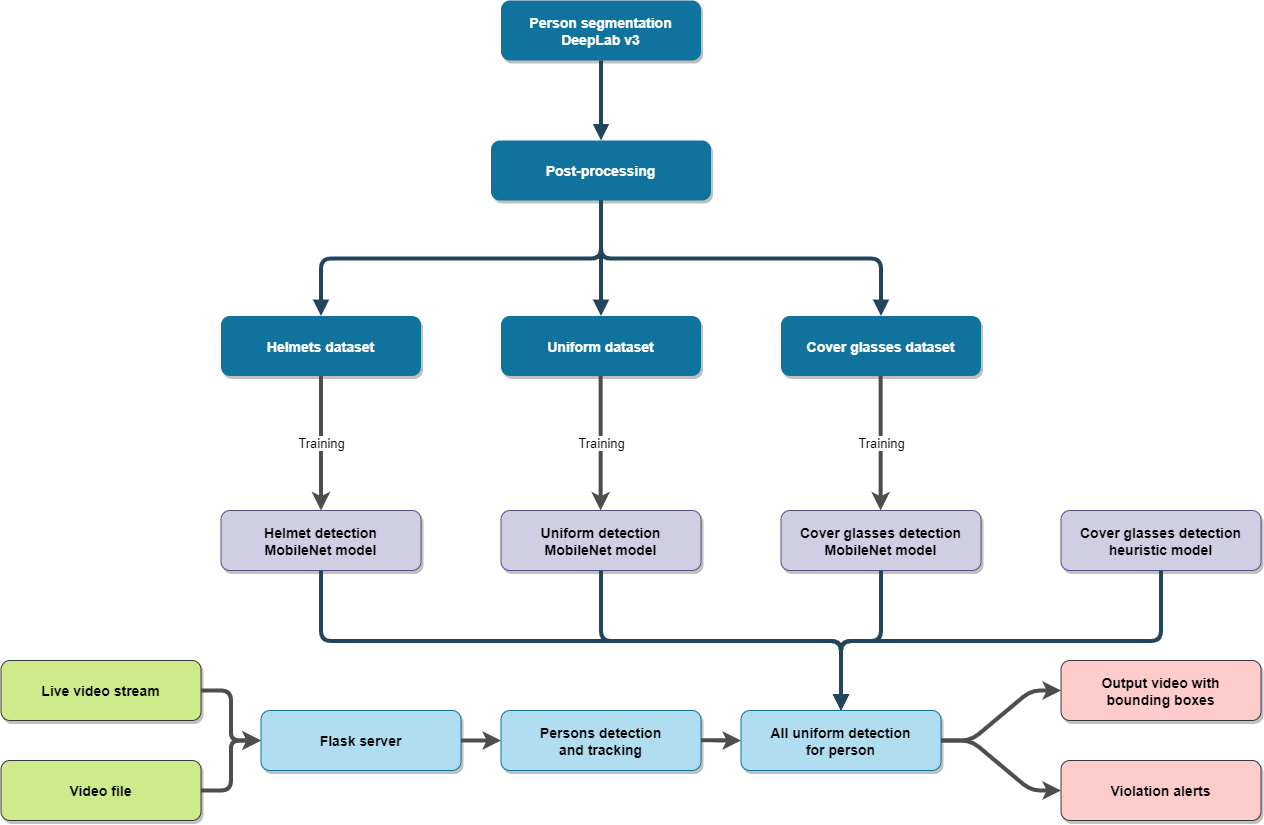 Person segmentation
DeepLab v3
Post-processing
Helmets dataset
Uniform dataset
Cover glasses dataset
Training
Training
Training
Helmet detection
MobileNet model
Uniform detection
MobileNet model
Cover glasses detection
MobileNet model
Cover glasses detection
heuristic model
Live video stream
Video file
Flask server
Persons detection
and tracking
All uniform detection
for person
Output video with
bounding boxes
Violation alerts